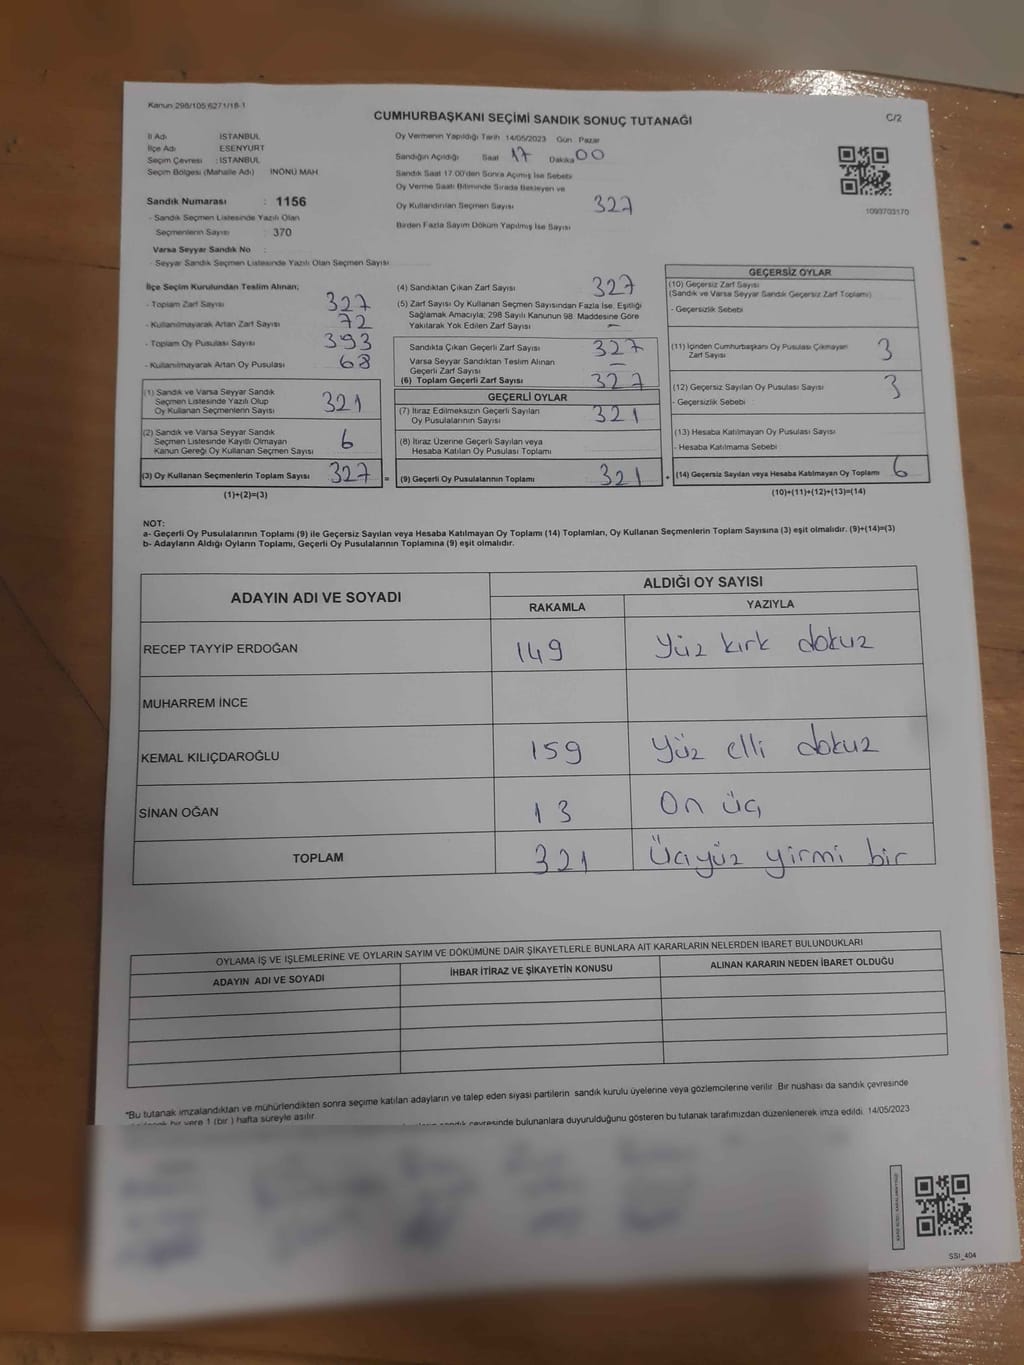 Kanun 298/105 6271/18-1
CUMHURBAŞKANI SEÇİMİ SANDIK SONUÇ TUTANAĞI
C/2
İl Adı İSTANBUL
İlçe Adı ESENYURT
Seçim Çevresi : İSTANBUL
Seçim Bölgesi (Mahalle Adı) İNÖNÜ MAH.
Sandık Numarası : 1156
- Sandık Seçmen Listesinde Yazılı Olan
Seçmenlerin Sayısı : 370
Varsa Seyyar Sandık No :
- Seyyar Sandık Seçmen Listesinde Yazılı Olan Seçmen Sayısı
Oy Vermenin Yapıldığı Tarih 14/05/2023 Gün Pazar
Sandığın Açıldığı Saat 17 Dakika 00
Sandık Saat 17.00'den Sonra Açılmış İse Sebebi
Oy Verme Saati Bitiminde Sırada Bekleyen ve
Oy Kullandırılan Seçmen Sayısı 327
Birden Fazla Sayım Döküm Yapılmış İse Sayısı
1093703170
İlçe Seçim Kurulundan Teslim Alınan;
- Toplam Zarf Sayısı 327
- Kullanılmayarak Artan Zarf Sayısı 72
- Toplam Oy Pusulası Sayısı 393
- Kullanılmayarak Artan Oy Pusulası 68
(1) Sandık ve Varsa Seyyar Sandık
Seçmen Listesinde Yazılı Olup
Oy Kullanan Seçmenlerin Sayısı 321
(2) Sandık ve Varsa Seyyar Sandık
Seçmen Listesinde Kayıtlı Olmayan
Kanun Gereği Oy Kullanan Seçmen Sayısı 6
(3) Oy Kullanan Seçmenlerin Toplam Sayısı 327
(1)+(2)=(3)
(4) Sandıktan Çıkan Zarf Sayısı 327
(5) Zarf Sayısı Oy Kullanan Seçmen Sayısından Fazla İse, Eşitliği
Sağlamak Amacıyla; 298 Sayılı Kanunun 98. Maddesine Göre
Yakılarak Yok Edilen Zarf Sayısı —
Sandıkta Çıkan Geçerli Zarf Sayısı 327
Varsa Seyyar Sandıktan Teslim Alınan
Geçerli Zarf Sayısı —
(6) Toplam Geçerli Zarf Sayısı 327
GEÇERLİ OYLAR
(7) İtiraz Edilmeksizin Geçerli Sayılan
Oy Pusulalarının Sayısı 321
(8) İtiraz Üzerine Geçerli Sayılan veya
Hesaba Katılan Oy Pusulası Toplamı
= (9) Geçerli Oy Pusulalarının Toplamı 321 +
GEÇERSİZ OYLAR
(10) Geçersiz Zarf Sayısı
(Sandık ve Varsa Seyyar Sandık Geçersiz Zarf Toplamı)
- Geçersizlik Sebebi
(11) İçinden Cumhurbaşkanı Oy Pusulası Çıkmayan
Zarf Sayısı 3
(12) Geçersiz Sayılan Oy Pusulası Sayısı 3
- Geçersizlik Sebebi
(13) Hesaba Katılmayan Oy Pusulası Sayısı
- Hesaba Katılmama Sebebi
(14) Geçersiz Sayılan veya Hesaba Katılmayan Oy Toplamı 6
(10)+(11)+(12)+(13)=(14)
NOT:
a- Geçerli Oy Pusulalarının Toplamı (9) ile Geçersiz Sayılan veya Hesaba Katılmayan Oy Toplamı (14) Toplamları, Oy Kullanan Seçmenlerin Toplam Sayısına (3) eşit olmalıdır. (9)+(14)=(3)
b- Adayların Aldığı Oyların Toplamı, Geçerli Oy Pusulalarının Toplamına (9) eşit olmalıdır.
ADAYIN ADI VE SOYADI
ALDIĞI OY SAYISI
RAKAMLA YAZIYLA
RECEP TAYYİP ERDOĞAN 149 Yüz kırk dokuz
MUHARREM İNCE
KEMAL KILIÇDAROĞLU 159 Yüz elli dokuz
SİNAN OĞAN 13 On üç
TOPLAM 321 Üçyüz yirmi bir
OYLAMA İŞ VE İŞLEMLERİNE VE OYLARIN SAYIM VE DÖKÜMÜNE DAİR ŞİKAYETLERLE BUNLARA AİT KARARLARIN NELERDEN İBARET BULUNDUKLARI
ADAYIN ADI VE SOYADI İHBAR İTİRAZ VE ŞİKAYETİN KONUSU ALINAN KARARIN NEDEN İBARET OLDUĞU
*Bu tutanak imzalandıktan ve mühürlendikten sonra seçime katılan adayların ve talep eden siyasi partilerin sandık kurulu üyelerine veya gözlemcilerine verilir. Bir nüshası da sandık çevresinde
bir yere 1 (bir) hafta süreyle asılır.
sandık çevresinde bulunanlara duyurulduğunu gösteren bu tutanak tarafımızdan düzenlenerek imza edildi. 14/05/2023
SSI_404